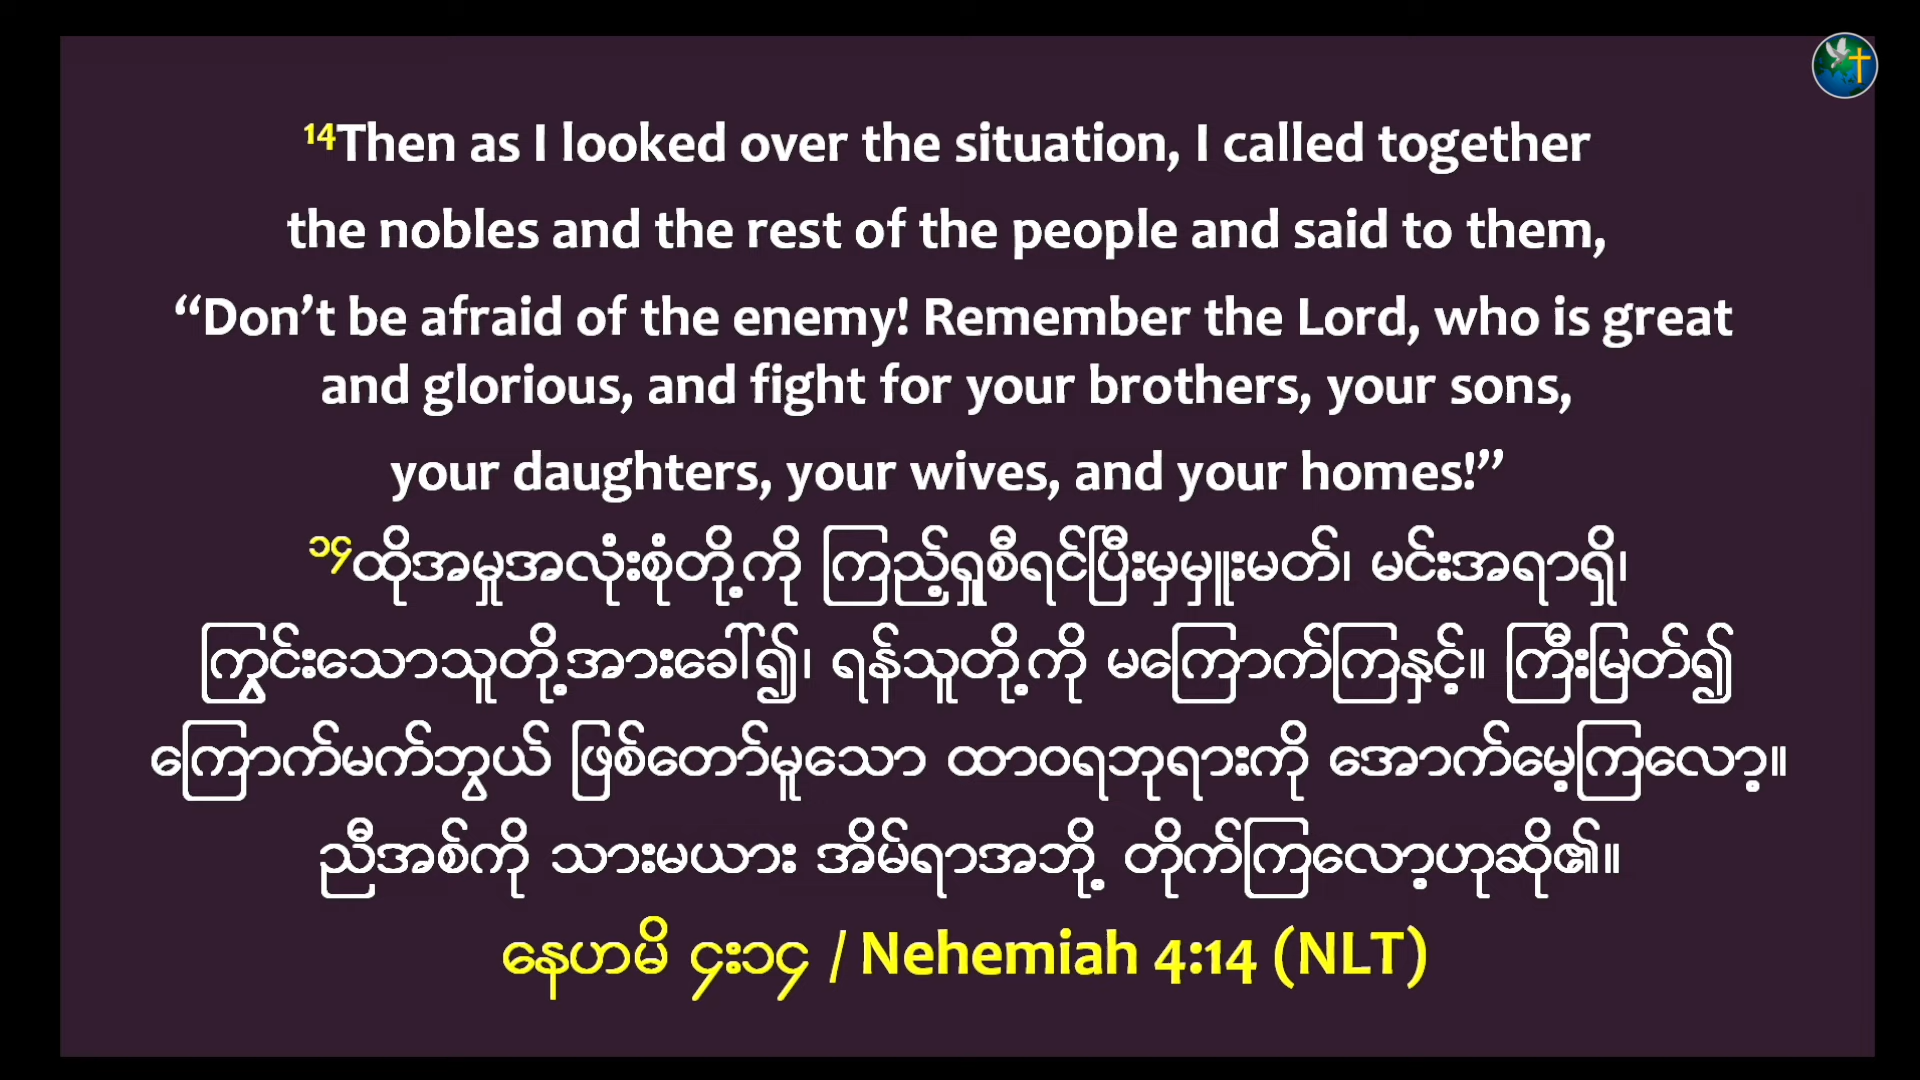 14Then as I looked over the situation, I called together
the nobles and the rest of the people and said to them,
“Don’t be afraid of the enemy! Remember the Lord, who is great
and glorious, and fight for your brothers, your sons,
your daughters, your wives, and your homes!”
၁၄ထိုအမှုအလုံးစုံတို့ကို ကြည့်ရှုစီရင်ပြီးမှမှူးမတ်၊ မင်းအရာရှိ၊
ကြွင်းသောသူတို့အားခေါ်၍၊ ရန်သူတို့ကို မကြောက်ကြနှင့်။ ကြီးမြတ်၍
ကြောက်မက်ဘွယ် ဖြစ်တော်မူသော ထာဝရဘုရားကို အောက်မေ့ကြလော့။
ညီအစ်ကို သားမယား အိမ်ရာအဘို့ တိုက်ကြလော့ဟုဆို၏။
နေဟမိ ၄း၁၄ / Nehemiah 4:14 (NLT)